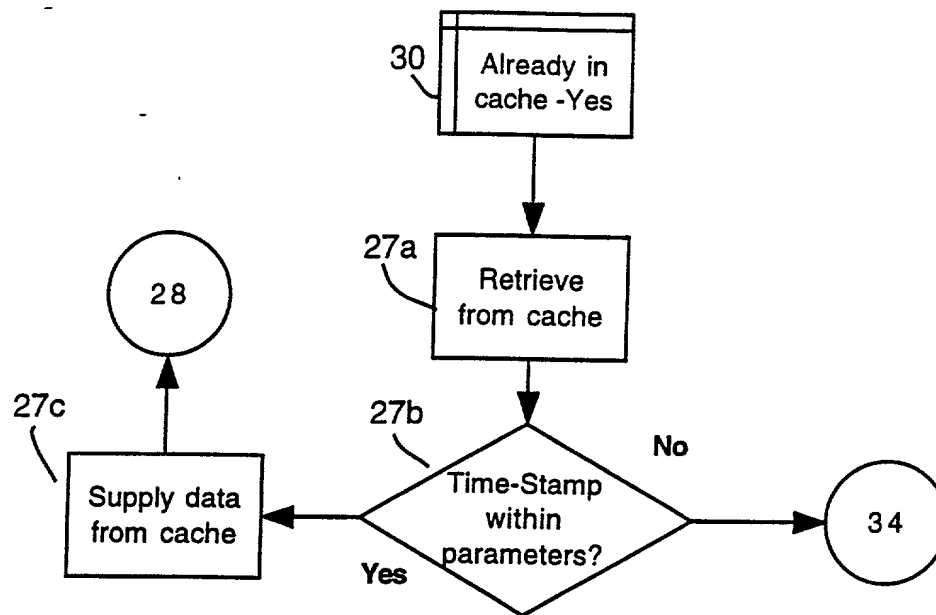 30
Already in
cache -Yes
27a
Retrieve
from cache
28
27c
27b
No
Supply data
from cache
Time-Stamp
within
parameters?
34
Yes